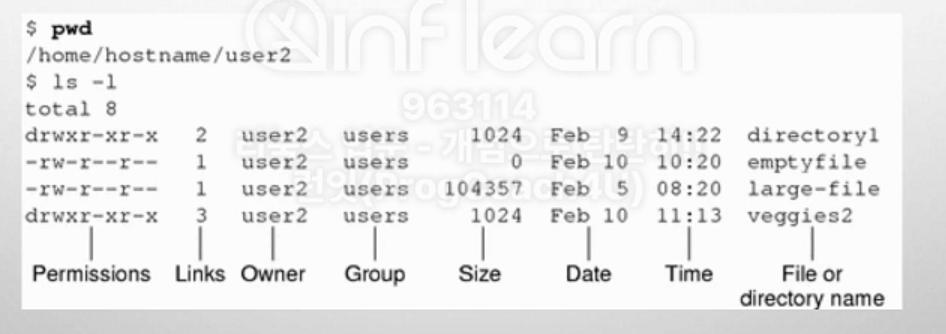 inflearn
$ pwd
/home/hostname/user2
$ ls -l
total 8
963114
drwxr-xr-x 2 user2 users 1024 Feb 9 14:22 directory1
-rw-r--r-- 1 user2 users 0 Feb 10 10:20 emptyfile
-rw-r--r-- 1 user2 users 104357 Feb 5 08:20 large-file
drwxr-xr-x 3 user2 users 1024 Feb 10 11:13 veggies2
Permissions Links Owner Group Size Date Time File or
directory name